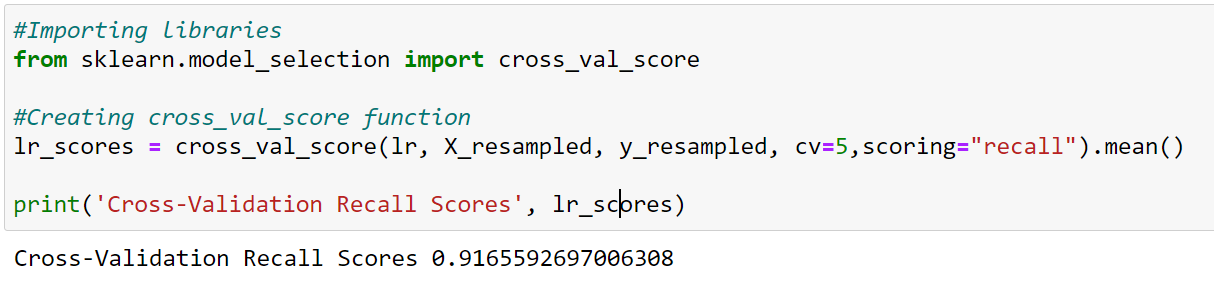 #Importing libraries
from sklearn.model_selection import cross_val_score
#Creating cross_val_score function
lr_scores = cross_val_score(lr, X_resampled, y_resampled, cv=5,scoring="recall").mean()
print('Cross-Validation Recall Scores', lr_scores)
Cross-Validation Recall Scores 0.9165592697006308